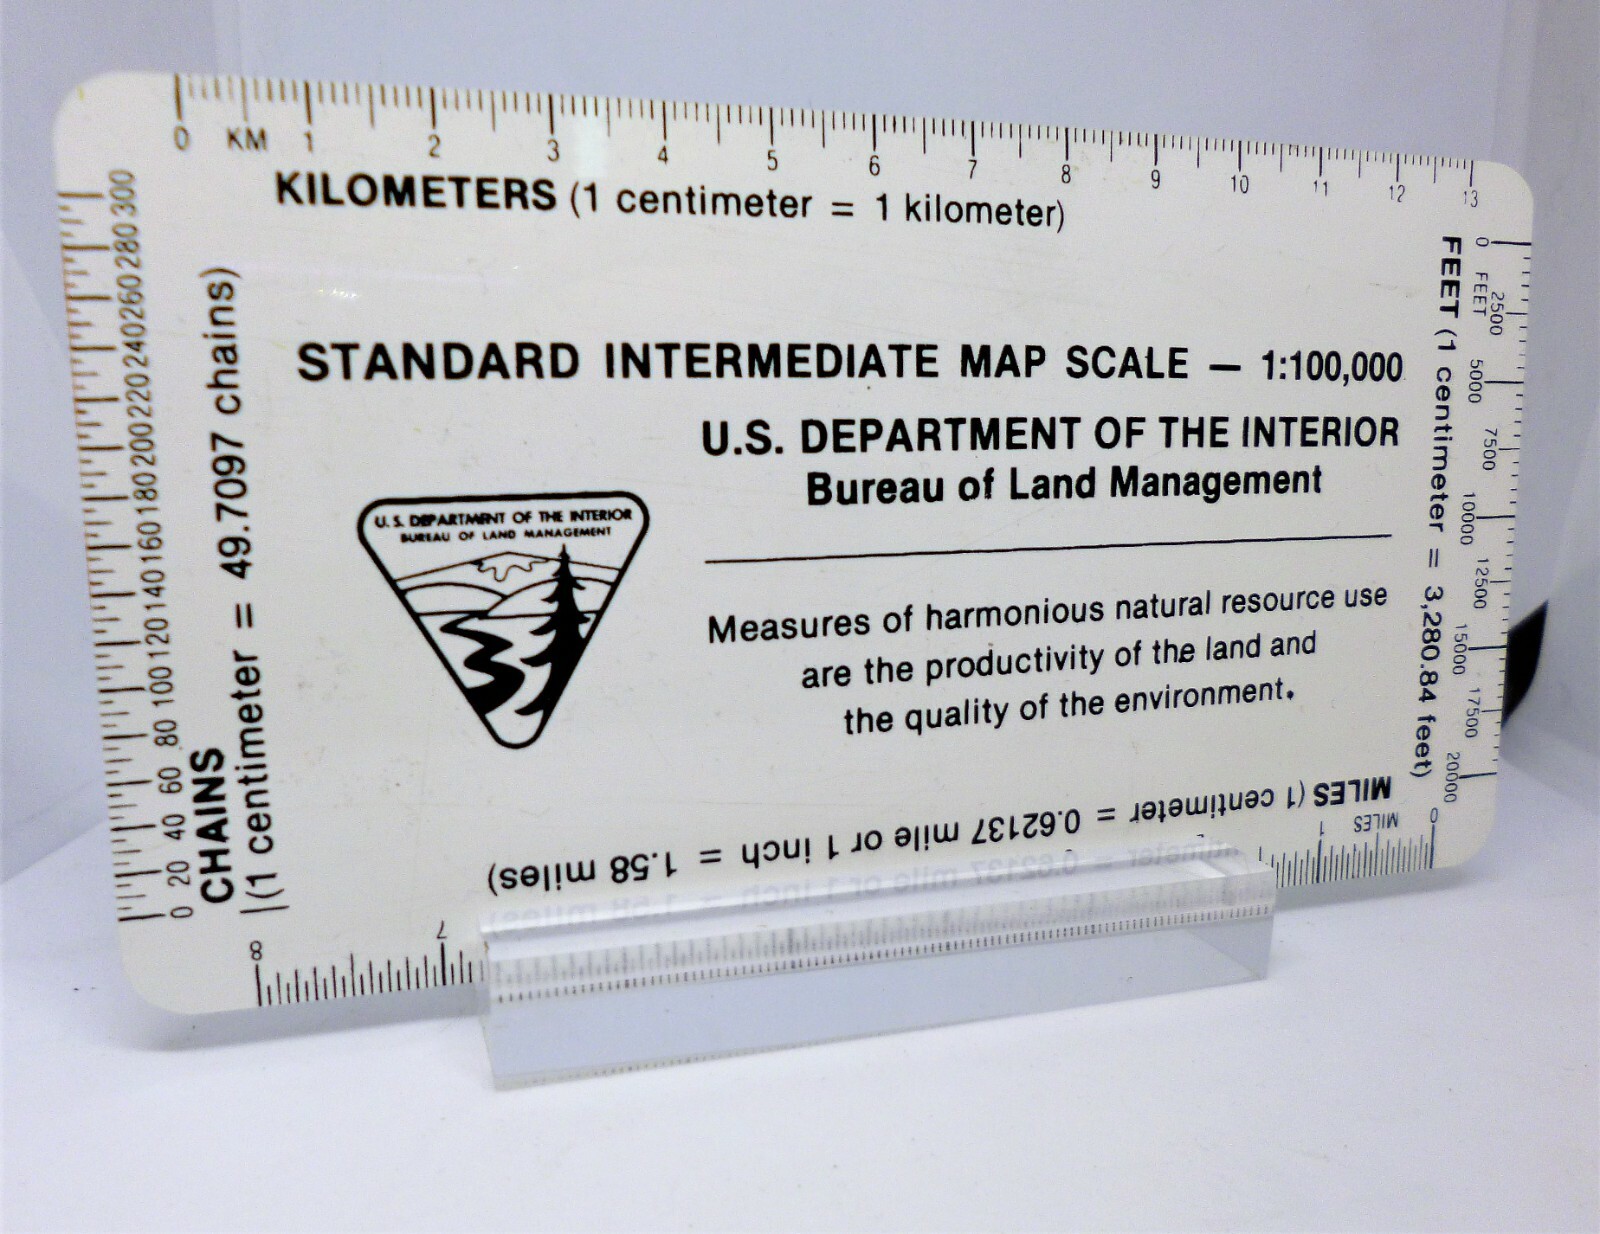 0 KM 1 2 3 4 5 6 7 8 9 10 11 12 13
KILOMETERS (1 centimeter = 1 kilometer)
STANDARD INTERMEDIATE MAP SCALE — 1:100,000
U.S. DEPARTMENT OF THE INTERIOR
Bureau of Land Management
U.S. DEPARTMENT OF THE INTERIOR
BUREAU OF LAND MANAGEMENT
Measures of harmonious natural resource use
are the productivity of the land and
the quality of the environment.
0 20 40 60 80 100 120 140 160 180 200 220 240 260 280 300
CHAINS
(1 centimeter = 49.7097 chains)
0 FEET 2500 5000 7500 10000 12500 15000 17500 20000
FEET (1 centimeter = 3,280.84 feet)
MILES (1 centimeter = 0.62137 mile or 1 inch = 1.58 miles)
0 MILES 1 7 8